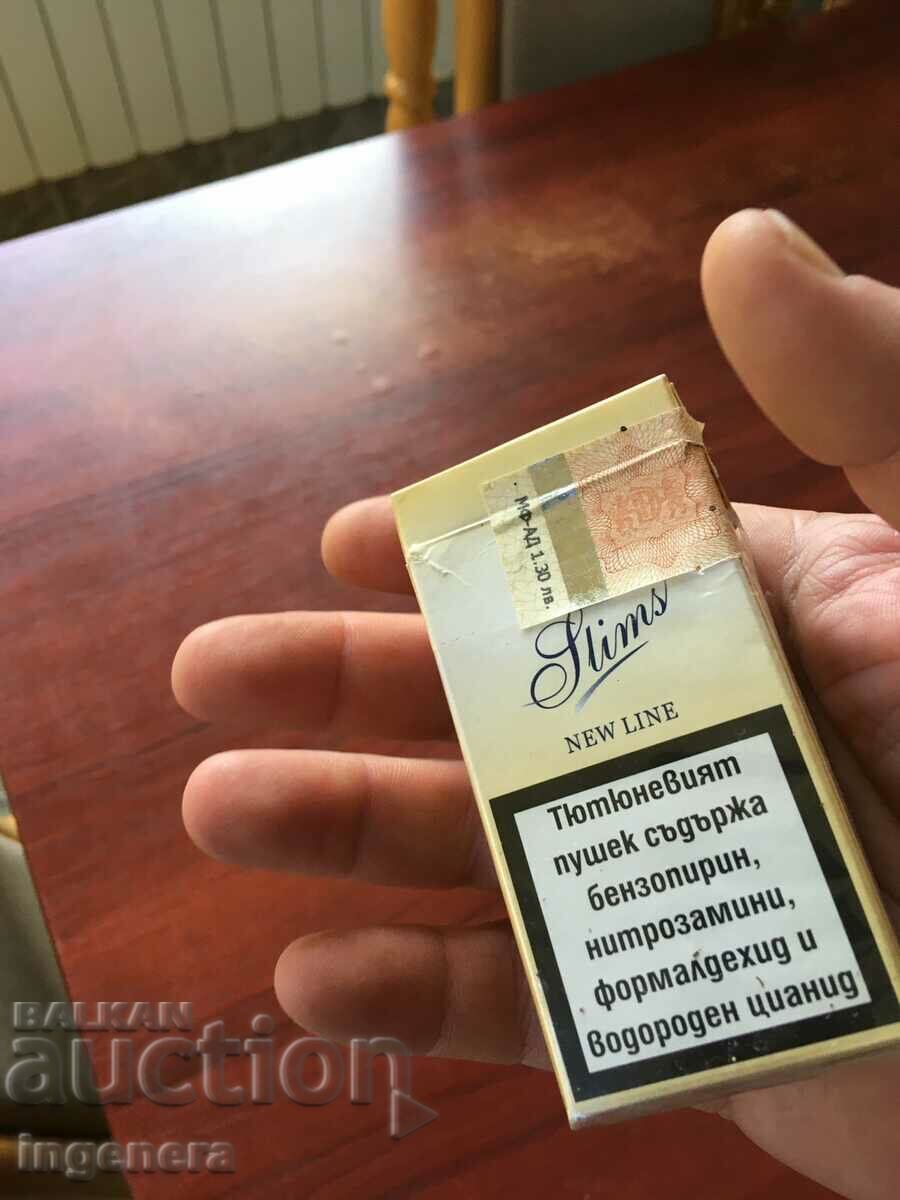 МФ-АД 1.30 лв.
Slims
NEW LINE
Тютюневият
пушек съдържа
бензопирин,
нитрозамини,
формалдехид и
водороден цианид
BALKAN
auction
ingenera